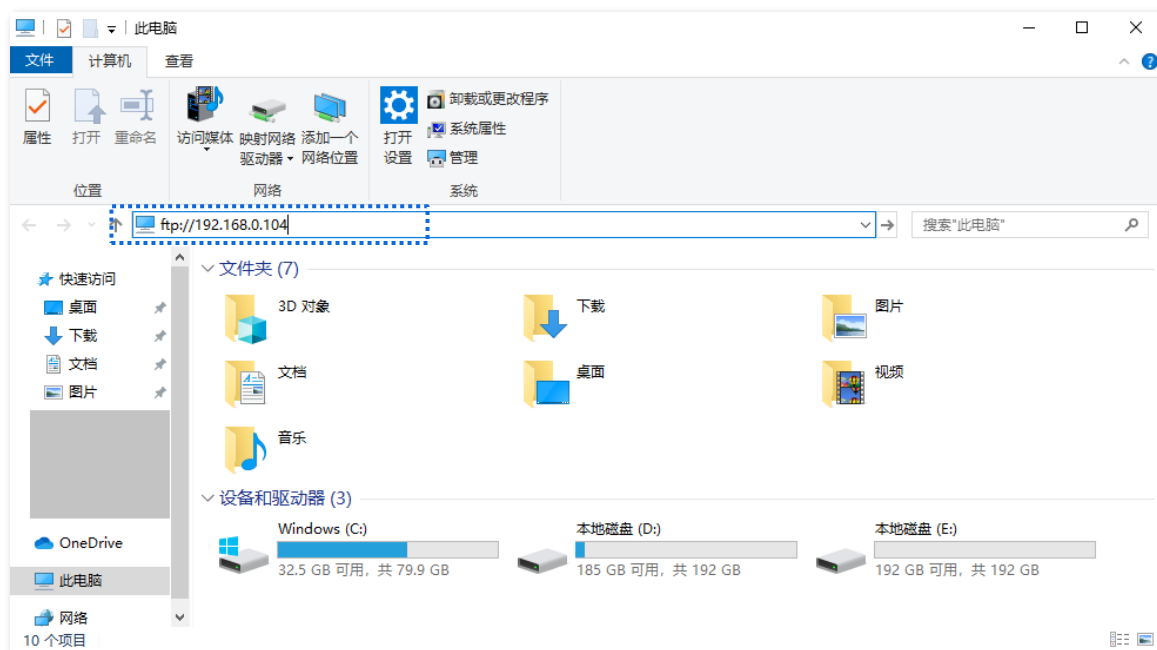 此电脑
文件 计算机 查看
属性 打开 重命名 访问媒体 映射网络驱动器 添加一个网络位置 打开设置 卸载或更改程序
系统属性
管理
位置 网络 系统
ftp://192.168.0.104 搜索"此电脑"
快速访问
桌面
下载
文档
图片
OneDrive
此电脑
网络
文件夹 (7)
3D 对象 下载 图片
文档 桌面 视频
音乐
设备和驱动器 (3)
Windows (C:) 本地磁盘 (D:) 本地磁盘 (E:)
32.5 GB 可用, 共 79.9 GB 185 GB 可用, 共 192 GB 192 GB 可用, 共 192 GB
10 个项目